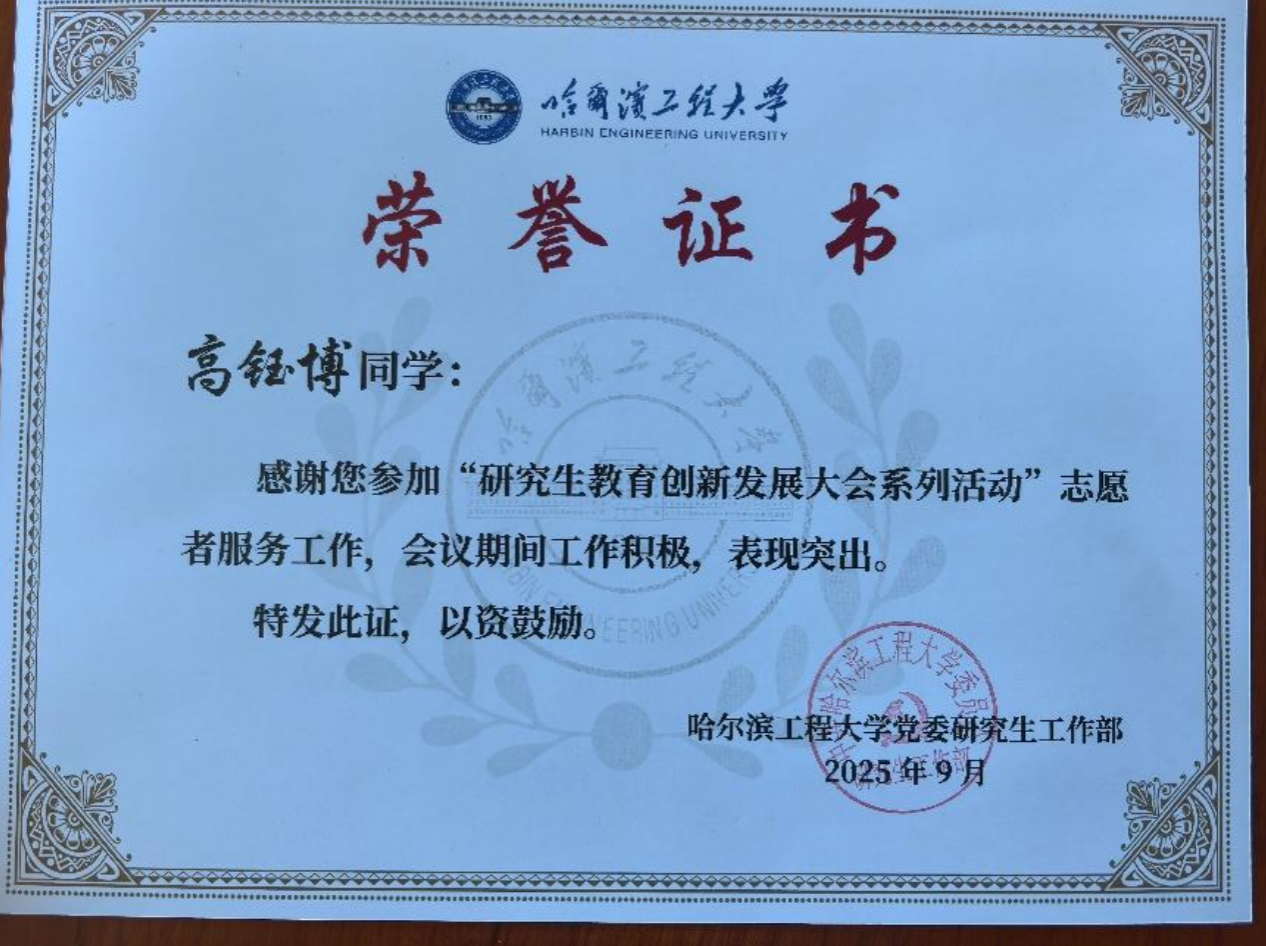 哈尔滨工程大学
HARBIN ENGINEERING UNIVERSITY
荣誉证书
高钰博同学：
感谢您参加“研究生教育创新发展大会系列活动”志愿
者服务工作，会议期间工作积极，表现突出。
特发此证，以资鼓励。
哈尔滨工程大学党委研究生工作部
2025年9月